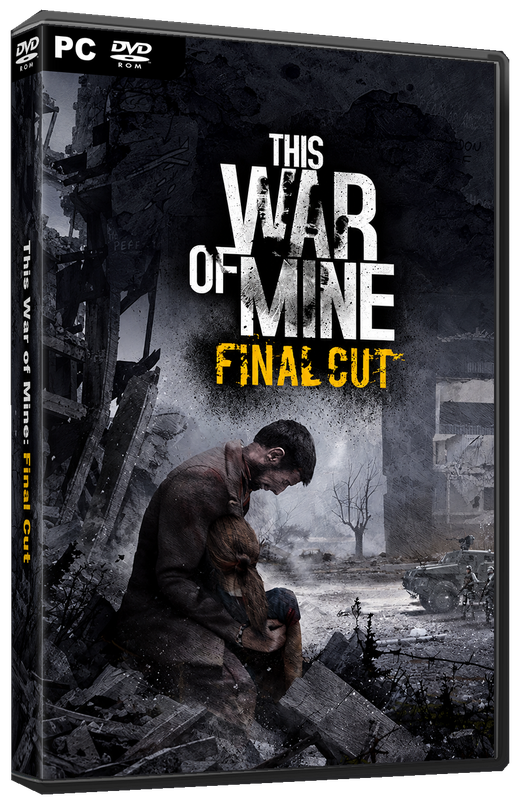 DVD
ROM
PC DVD
ROM
THIS
WAR
OF MINE
FINAL CUT
This War of Mine: Final Cut